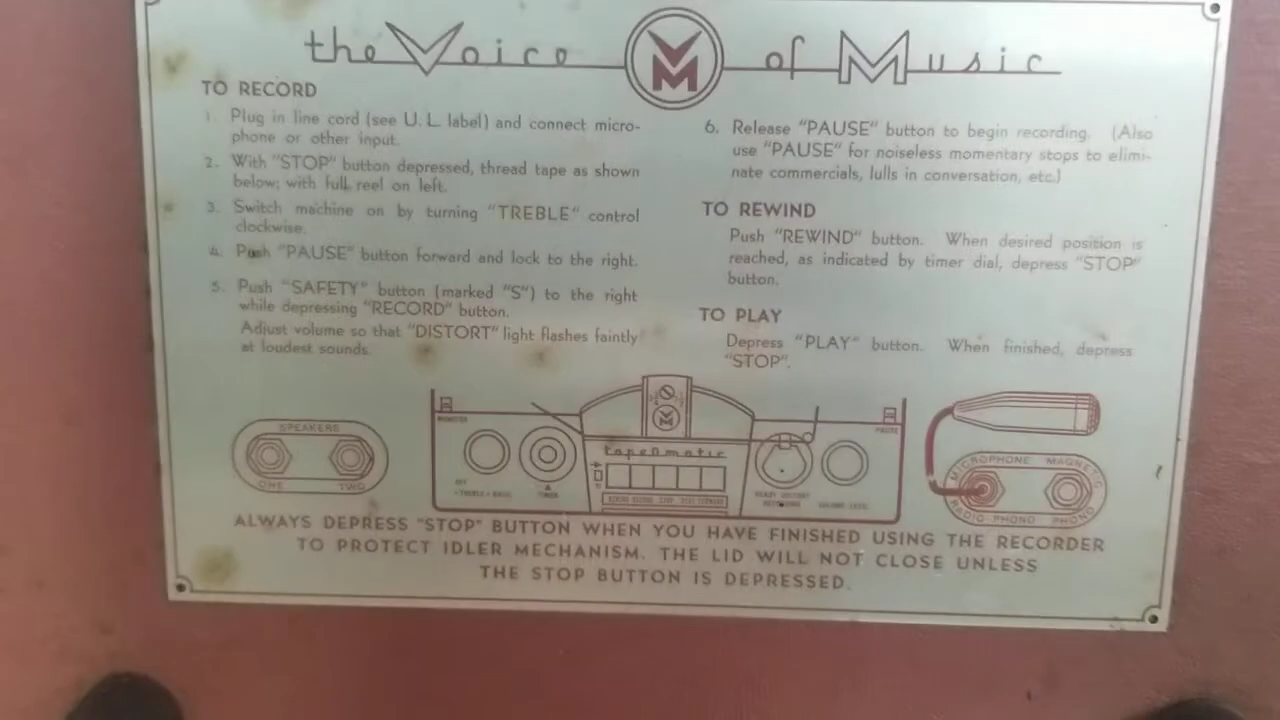 the Voice VM of Music
TO RECORD
1. Plug in line cord (see U. L. label) and connect micro-
phone or other input.
2. With "STOP" button depressed, thread tape as shown
below; with full reel on left.
3. Switch machine on by turning "TREBLE" control
clockwise.
4. Push "PAUSE" button forward and lock to the right.
5. Push "SAFETY" button (marked "S") to the right
while depressing "RECORD" button.
Adjust volume so that "DISTORT" light flashes faintly
at loudest sounds.
6. Release "PAUSE" button to begin recording. (Also
use "PAUSE" for noiseless momentary stops to elimi-
nate commercials, lulls in conversation, etc.)
TO REWIND
Push "REWIND" button. When desired position is
reached, as indicated by timer dial, depress "STOP"
button.
TO PLAY
Depress "PLAY" button. When finished, depress
"STOP".
SPEAKERS
ONE TWO
MONITOR
VM
PAUSE
tapeOmatic
OFF
TREBLE BASS
TIMER
MICROPHONE MAGNETIC
RADIO-PHONO PHONO
ALWAYS DEPRESS "STOP" BUTTON WHEN YOU HAVE FINISHED USING THE RECORDER
TO PROTECT IDLER MECHANISM. THE LID WILL NOT CLOSE UNLESS
THE STOP BUTTON IS DEPRESSED.